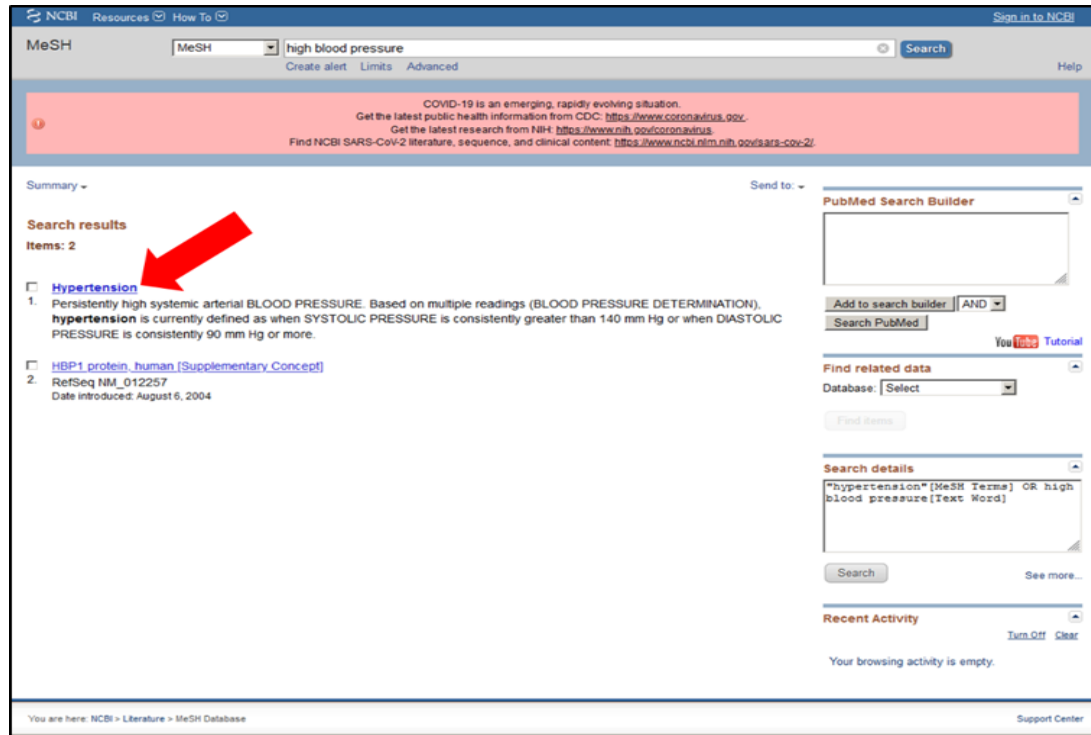 NCBI Resources How To Sign in to NCBI
MeSH MeSH high blood pressure Search
Create alert Limits Advanced Help
COVID-19 is an emerging, rapidly evolving situation.
Get the latest public health information from CDC: https://www.coronavirus.gov .
Get the latest research from NIH: https://www.nih.gov/coronavirus.
Find NCBI SARS-CoV-2 literature, sequence, and clinical content: https://www.ncbi.nlm.nih.gov/sars-cov-2/.
Summary Send to:
Search results
Items: 2
Hypertension
1. Persistently high systemic arterial BLOOD PRESSURE. Based on multiple readings (BLOOD PRESSURE DETERMINATION),
hypertension is currently defined as when SYSTOLIC PRESSURE is consistently greater than 140 mm Hg or when DIASTOLIC
PRESSURE is consistently 90 mm Hg or more.
HBP1 protein, human [Supplementary Concept]
2. RefSeq NM_012257
Date introduced: August 6, 2004
PubMed Search Builder
Add to search builder AND
Search PubMed
YouTube Tutorial
Find related data
Database: Select
Find items
Search details
"hypertension"[MeSH Terms] OR high
blood pressure[Text Word]
Search See more...
Recent Activity
Turn Off Clear
Your browsing activity is empty.
You are here: NCBI > Literature > MeSH Database Support Center